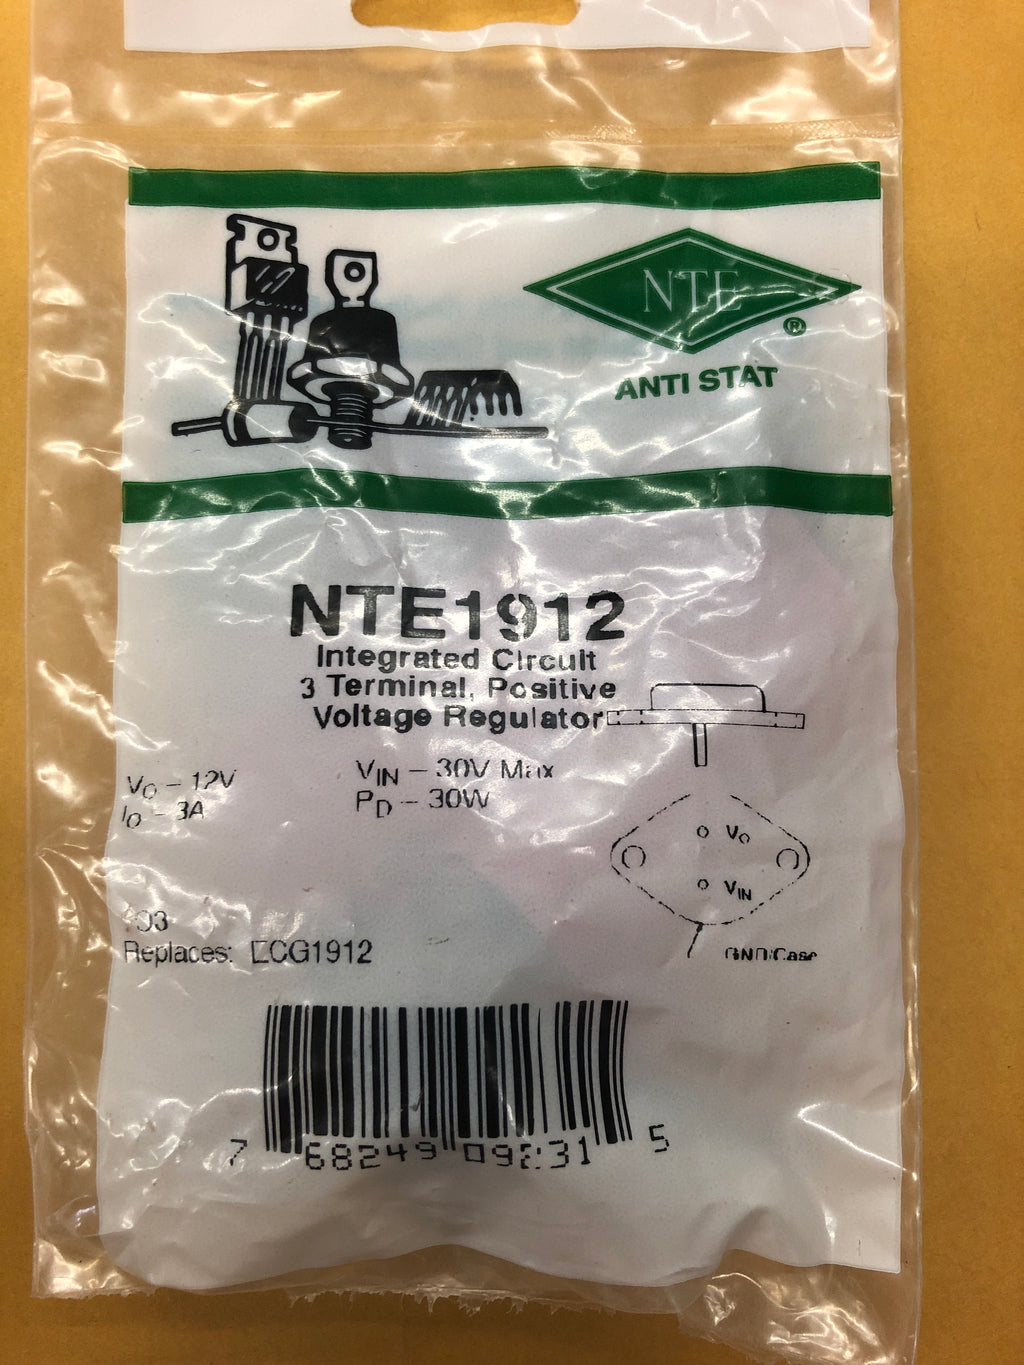 NTE
®
ANTI STAT
NTE1912
Integrated Circuit
3 Terminal, Positive
Voltage Regulator
VO – 12V
VIN – 30V Max
IO – 3A
PD – 30W
VO
VIN
Replaces: ECG1912
GND/Case
7 68249 09231 5